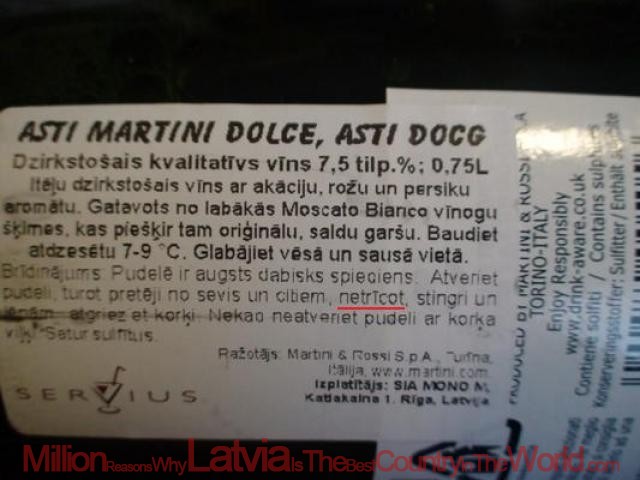 ASTI MARTINI DOLCE, ASTI DOCG
Dzirkstošais kvalitatīvs vīns 7,5 tilp.%; 0,75L
Itāļu dzirkstošais vīns ar akāciju, rožu un persiku
aromātu. Gatavots no labākās Moscato Bianco vīnogu
šķirnes, kas piešķir tam oriģinālu, saldu garšu. Baudiet
atdzesētu 7-9 °C. Glabājiet vēsā un sausā vietā.
Brīdinājums: Pudelē ir augsts dabisks spiediens. Atveriet
pudeli, turot pretēji no sevis un citiem, netrīcot, stingri un
lēnām atgriez et korķi. Nekad neatveriet pudeli ar korķa
viļķi. Satur sulfītus.
Ražotājs: Martini & Rossi S.p.A., Turīna,
Itālija, www.martini.com.
Izplatītājs: SIA MONO M,
Katlakalna 1. Rīga, Latvija
SERVIUS
PRODUCED BY MARTINI & ROSSI
TORINO-ITALY
Enjoy Responsibly
www.drink-aware.co.uk
Contiene solfiti / Contains sulphites
Konservierungsstoffe: Sulfitter / Enthält Sulfite
Million Reasons Why Latvia Is The Best Country In The World.com